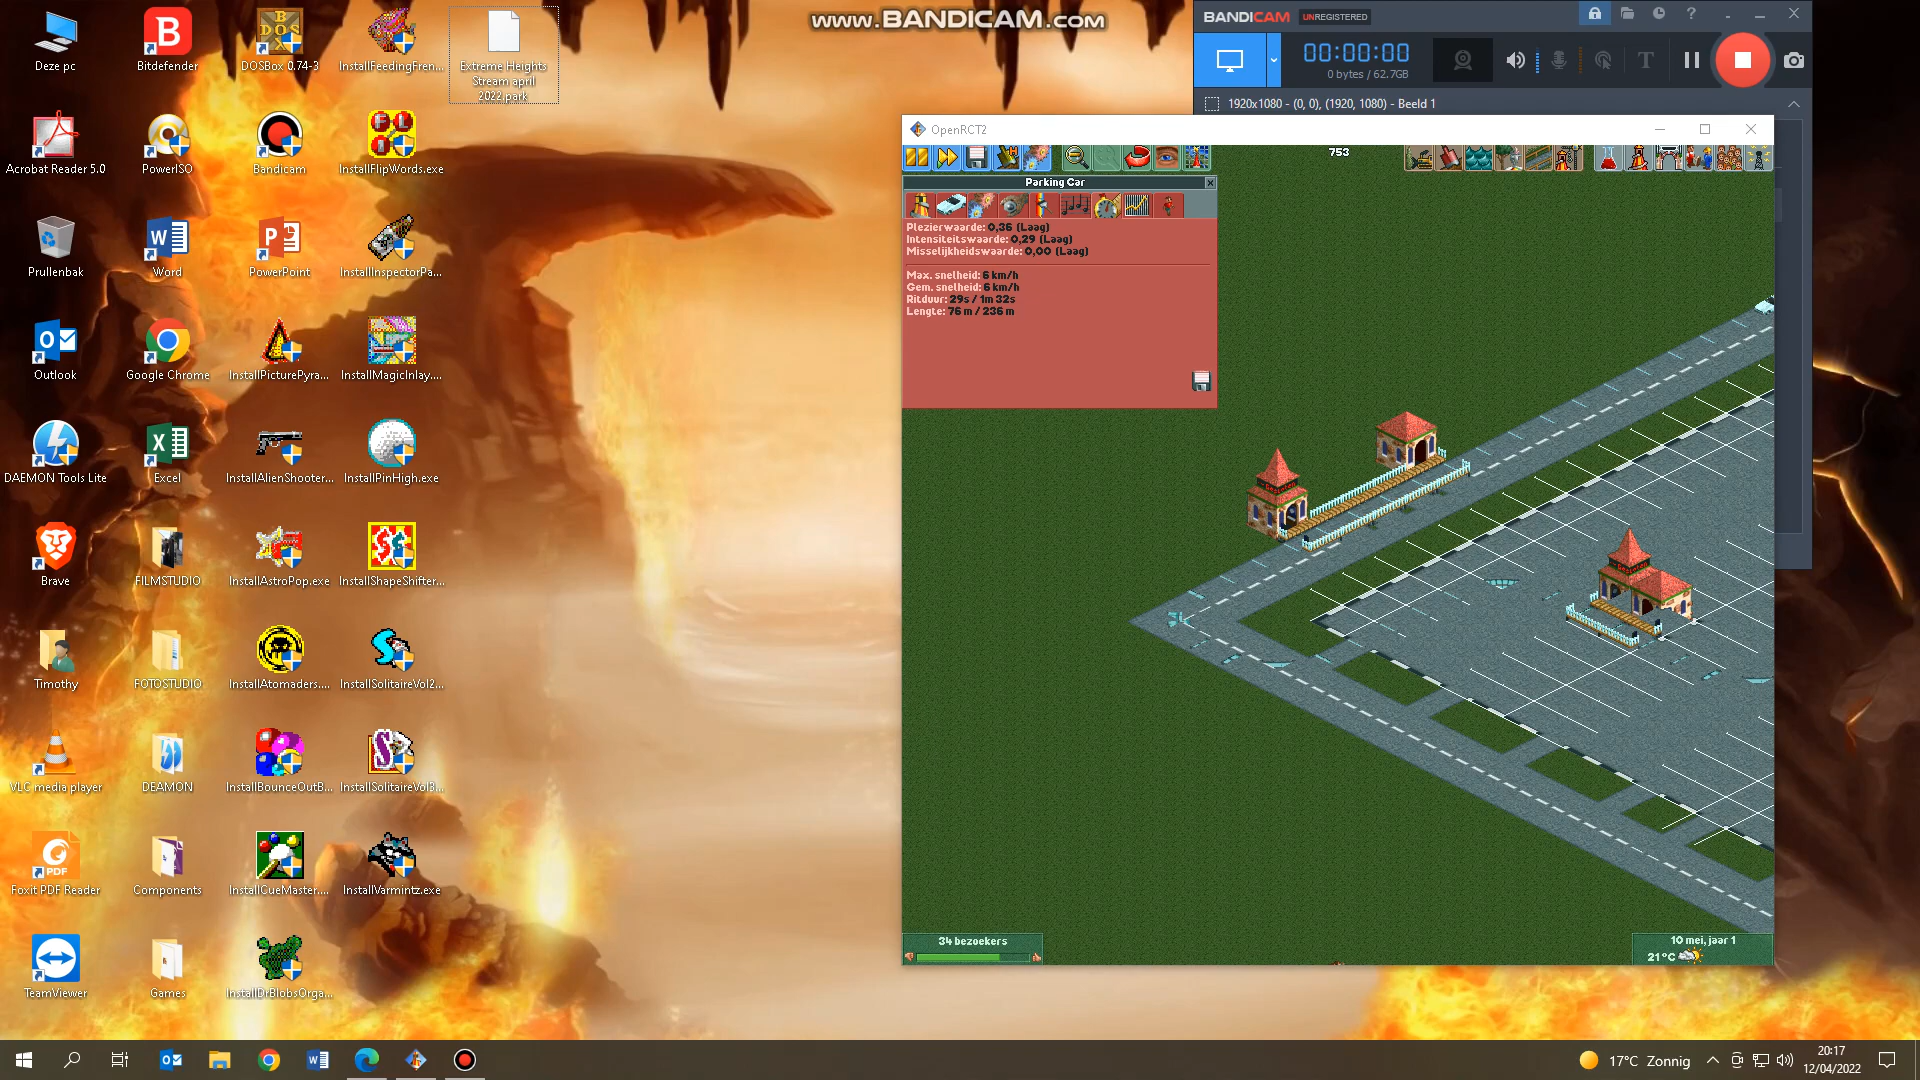 www.BANDICAM.com
Deze pc
Bitdefender
DOSBox 0.74-3
InstallFeedingFren...
Extreme Heights
Stream april
2022.park
Acrobat Reader 5.0
PowerISO
Bandicam
InstallFlipWords.exe
Prullenbak
Word
PowerPoint
InstallInspectorPa...
Outlook
Google Chrome
InstallPicturePyra...
InstallMagicInlay....
DAEMON Tools Lite
Excel
InstallAlienShooter...
InstallPinHigh.exe
Brave
FILMSTUDIO
InstallAstroPop.exe
InstallShapeShifter...
Timothy
FOTOSTUDIO
InstallAtomaders....
InstallSolitaireVol2...
VLC media player
DEAMON
InstallBounceOutB...
InstallSolitaireVol3...
Foxit PDF Reader
Components
InstallCueMaster....
InstallVarmintz.exe
TeamViewer
Games
InstallDrBlobsOrga...
BANDICAM UNREGISTERED
00:00:00
0 bytes / 62.7GB
1920x1080 - (0, 0), (1920, 1080) - Beeld 1
OpenRCT2
753
Parking Car
Plezierwaarde: 0,36 (Laag)
Intensiteitswaarde: 0,29 (Laag)
Misselijkheidswaarde: 0,00 (Laag)
Max. snelheid: 6 km/h
Gem. snelheid: 6 km/h
Ritduur: 29s / 1m 32s
Lengte: 76 m / 236 m
34 bezoekers
10 mei, jaar 1
21°C
17°C Zonnig
20:17
12/04/2022